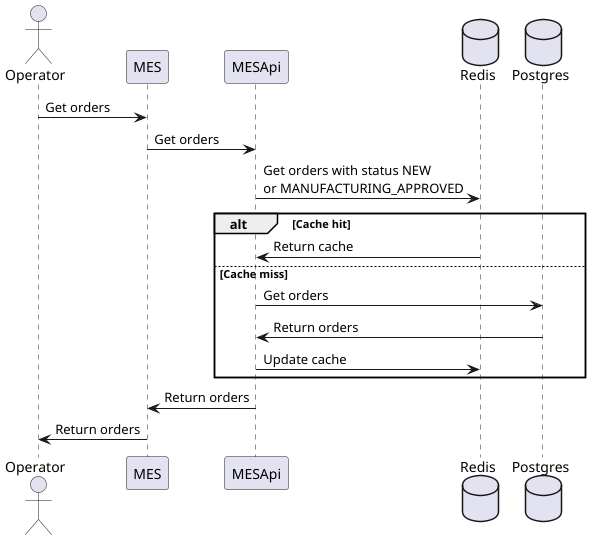 Operator
MES
MESApi
Redis
Postgres
Get orders
Get orders
Get orders with status NEW
or MANUFACTURING_APPROVED
alt
[Cache hit]
Return cache
[Cache miss]
Get orders
Return orders
Update cache
Return orders
Return orders
Operator
MES
MESApi
Redis
Postgres